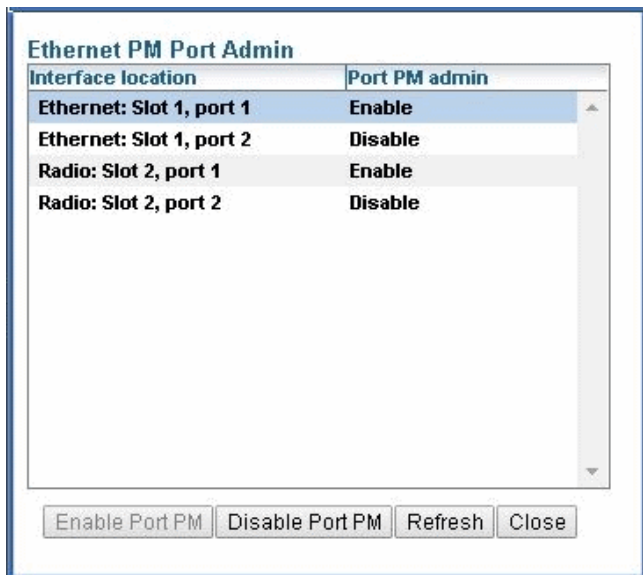 Ethernet PM Port Admin
Interface location Port PM admin
Ethernet: Slot 1, port 1 Enable
Ethernet: Slot 1, port 2 Disable
Radio: Slot 2, port 1 Enable
Radio: Slot 2, port 2 Disable
Enable Port PM Disable Port PM Refresh Close